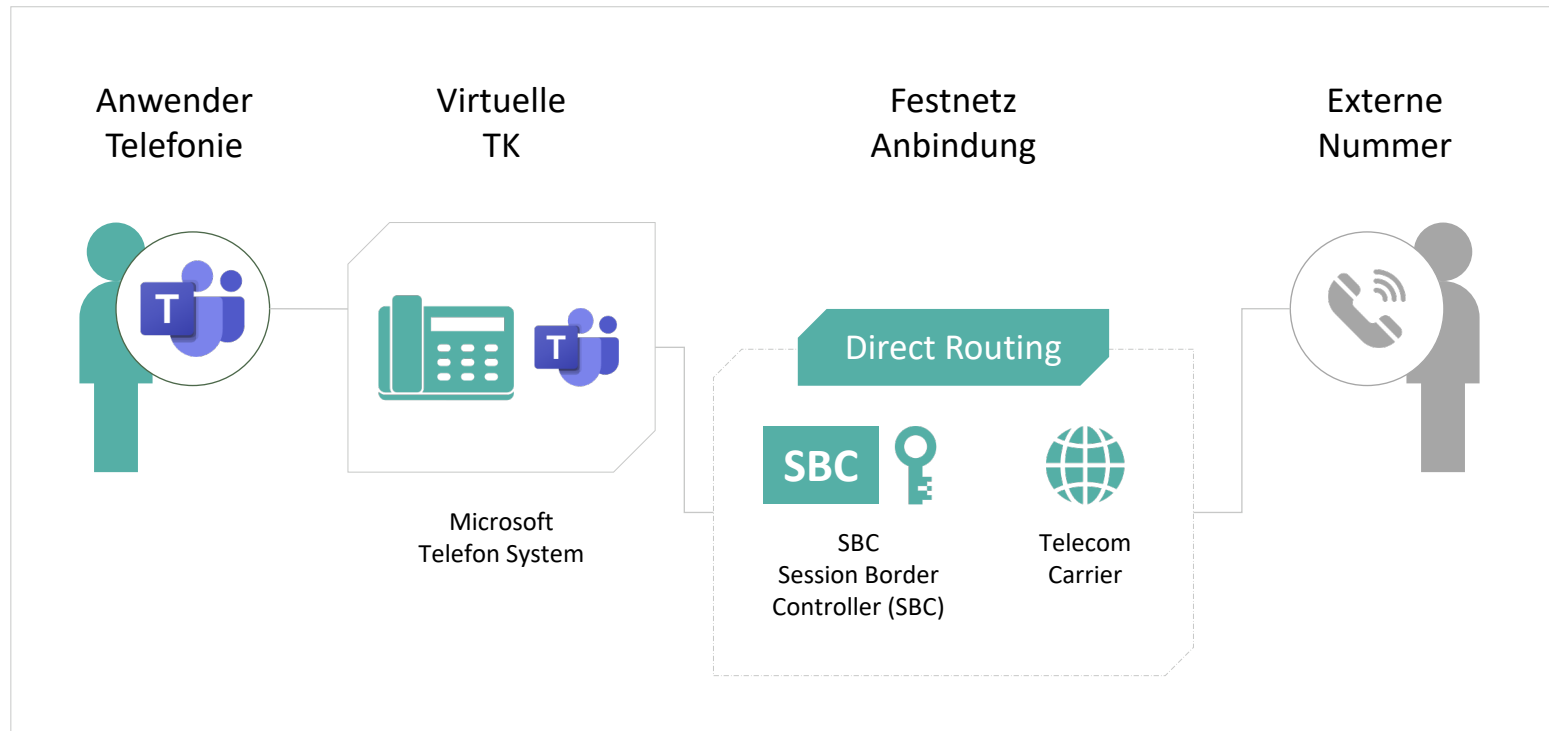 Anwender
Telefonie
Virtuelle
TK
Festnetz
Anbindung
Externe
Nummer
T
T
Direct Routing
SBC
Microsoft
Telefon System
SBC
Session Border
Controller (SBC)
Telecom
Carrier